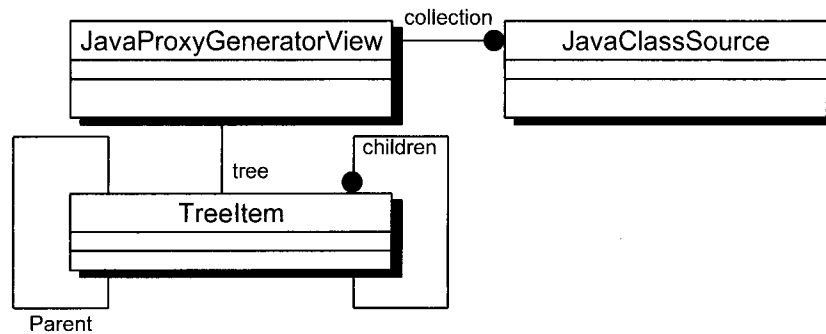 collection
JavaProxyGeneratorView
JavaClassSource
children
tree
TreeItem
Parent